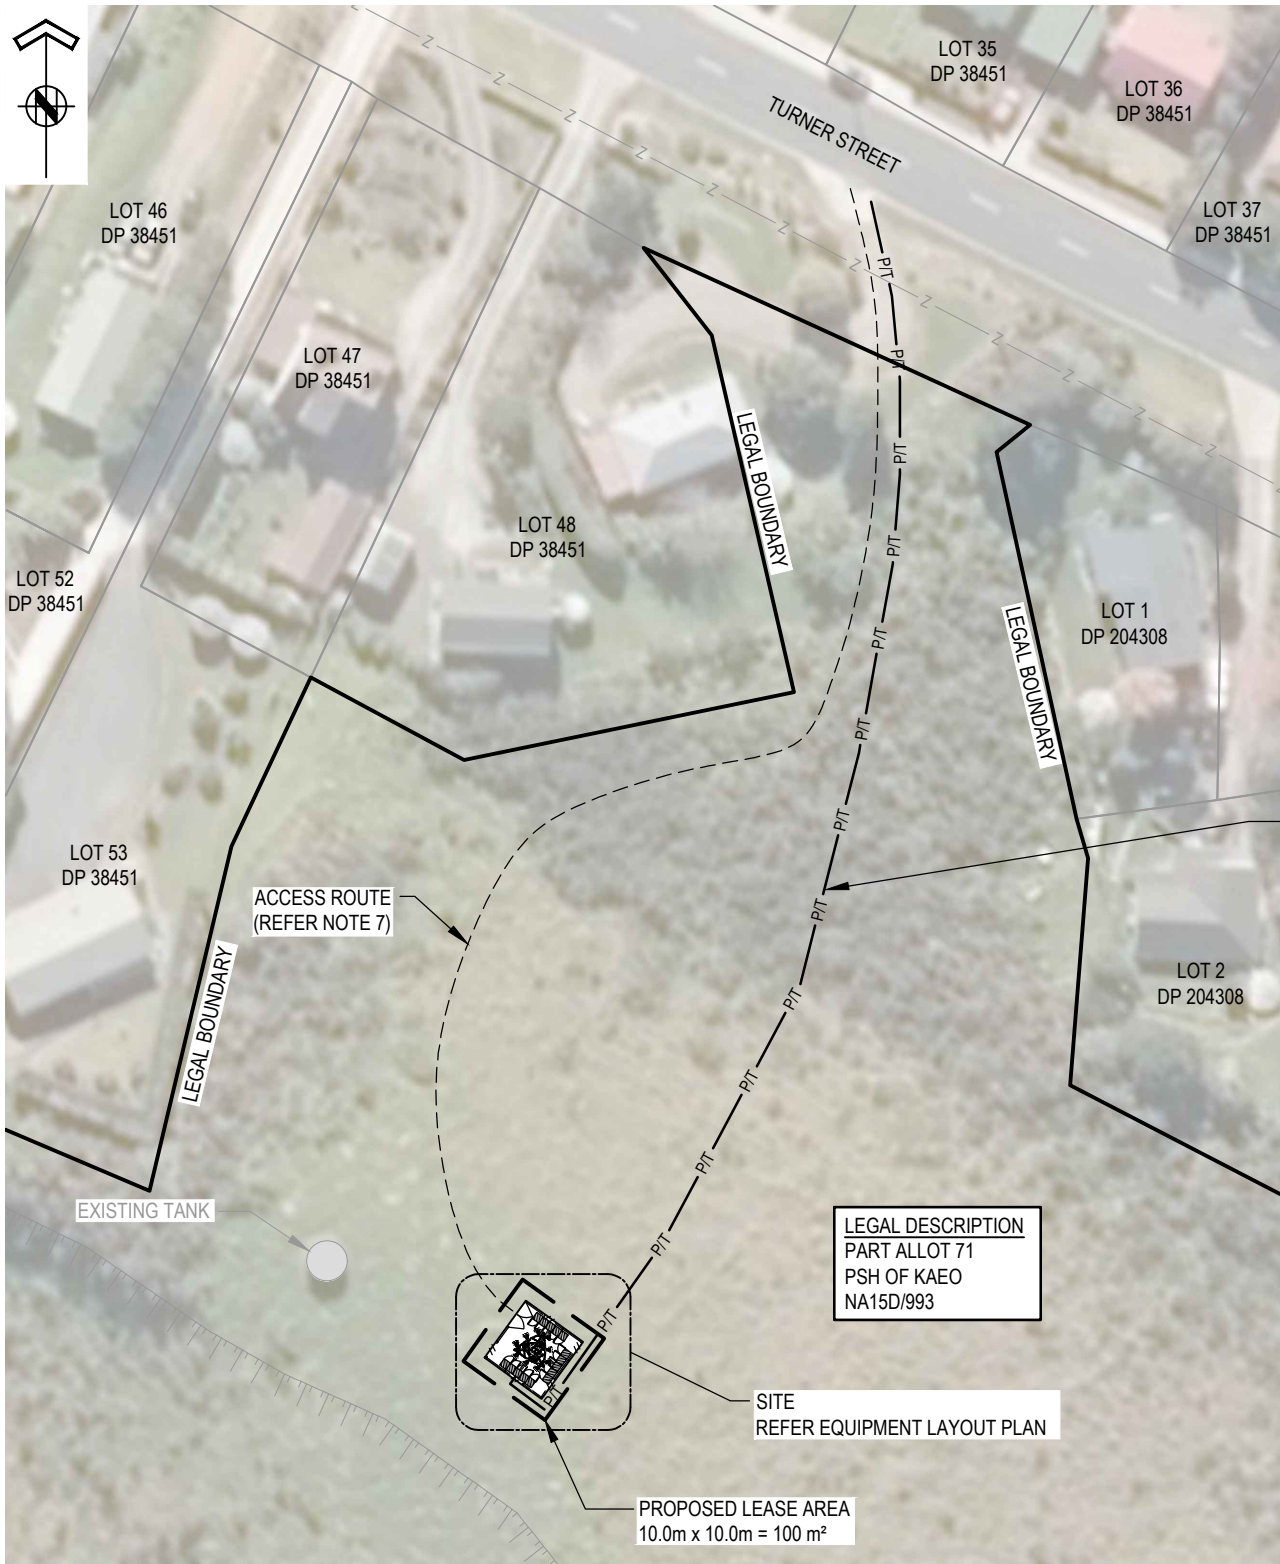 N
LOT 35
DP 38451
LOT 36
DP 38451
TURNER STREET
LOT 46
DP 38451
LOT 37
DP 38451
Z
Z
Z
Z
Z
Z
Z
Z
Z
Z
Z
Z
P/T
LOT 47
DP 38451
P/T
LEGAL BOUNDARY
P/T
LOT 48
DP 38451
P/T
LOT 52
DP 38451
LOT 1
DP 204308
P/T
LEGAL BOUNDARY
P/T
P/T
LOT 53
DP 38451
ACCESS ROUTE
(REFER NOTE 7)
P/T
LOT 2
DP 204308
P/T
LEGAL BOUNDARY
P/T
P/T
EXISTING TANK
LEGAL DESCRIPTION
PART ALLOT 71
PSH OF KAEO
NA15D/993
P/T
P/T
P/T
SITE
REFER EQUIPMENT LAYOUT PLAN
PROPOSED LEASE AREA
10.0m x 10.0m = 100 m²